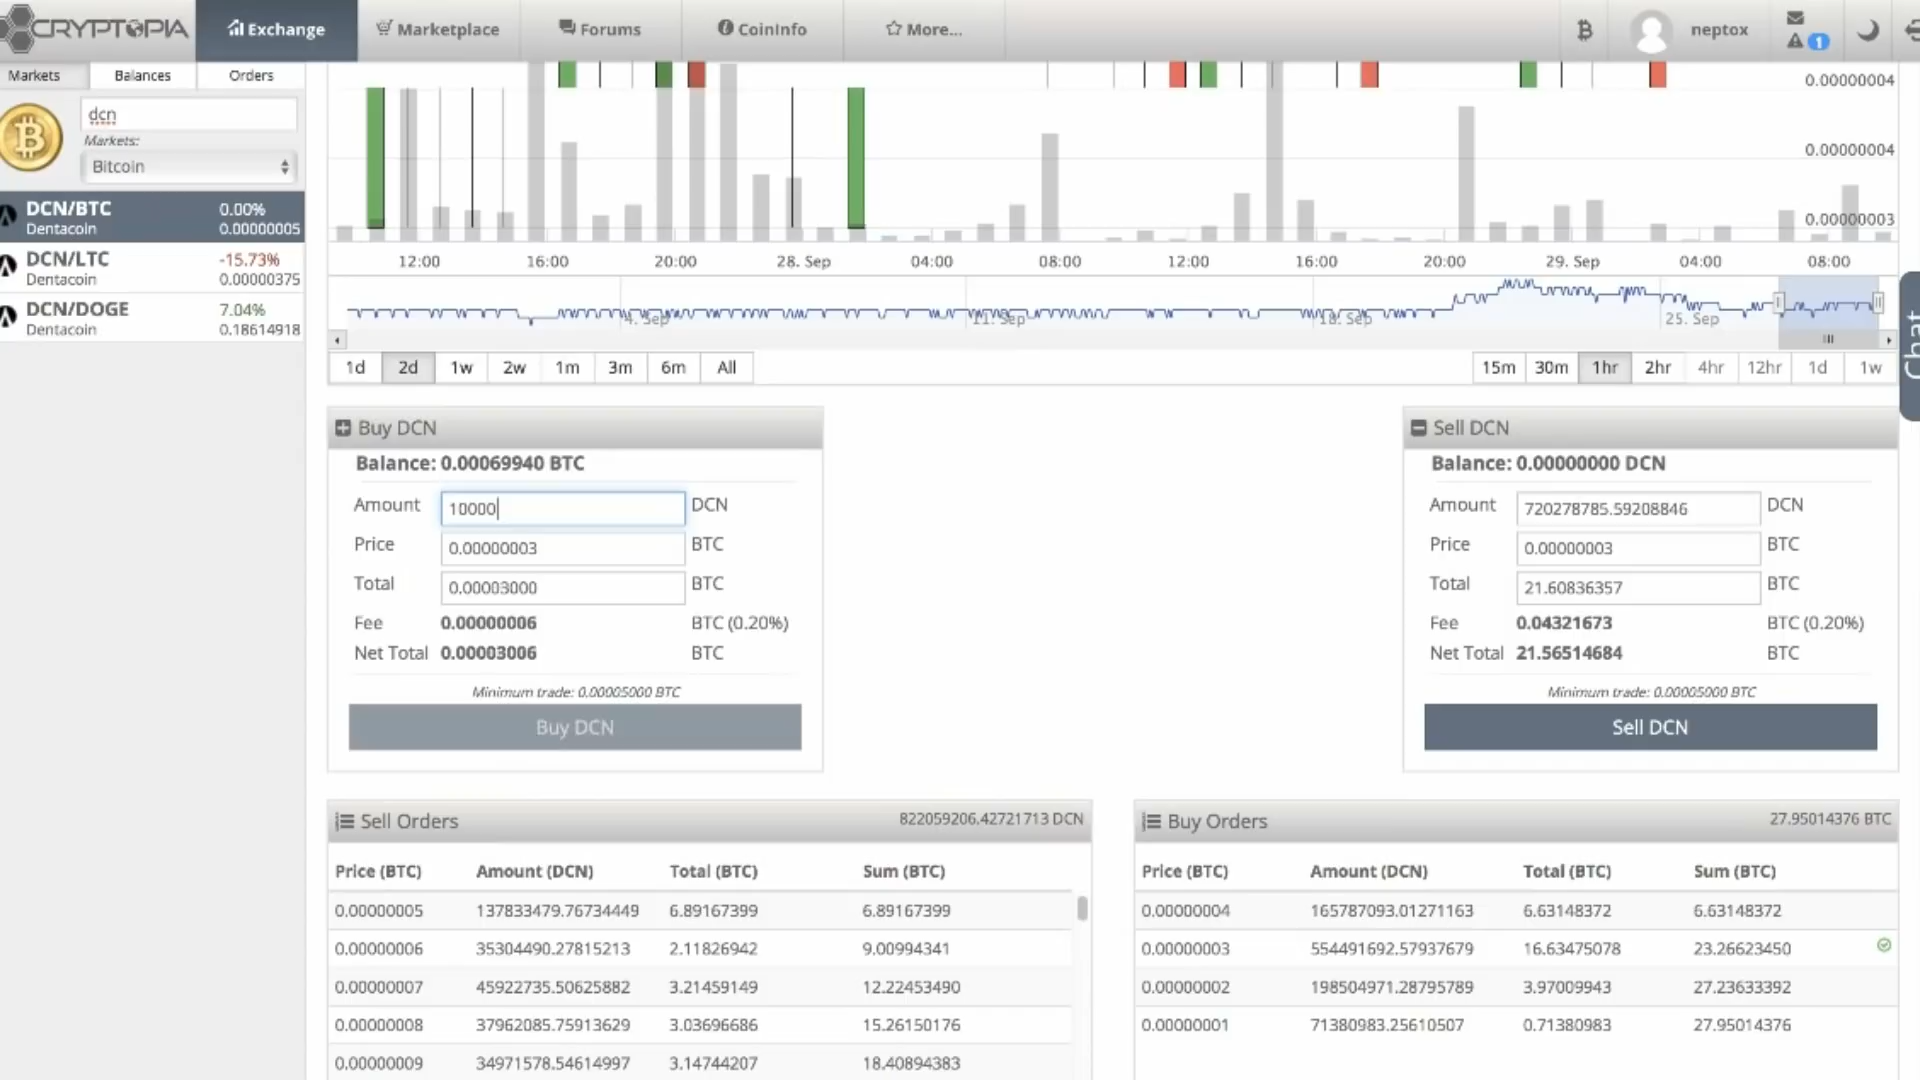 CRYPTOPIA Exchange Marketplace Forums CoinInfo More... neptox 1
Markets Balances Orders
dcn
Markets:
Bitcoin
DCN/BTC 0.00%
Dentacoin 0.00000005
DCN/LTC -15.73%
Dentacoin 0.00000375
DCN/DOGE 7.04%
Dentacoin 0.18614918
0.00000004
0.00000004
0.00000003
12:00 16:00 20:00 28. Sep 04:00 08:00 12:00 16:00 20:00 29. Sep 04:00 08:00
4. Sep 11. Sep 18. Sep 25. Sep
1d 2d 1w 2w 1m 3m 6m All 15m 30m 1hr 2hr 4hr 12hr 1d 1w
Chat
Buy DCN
Balance: 0.00069940 BTC
Amount 10000 DCN
Price 0.00000003 BTC
Total 0.00003000 BTC
Fee 0.00000006 BTC (0.20%)
Net Total 0.00003006 BTC
Minimum trade: 0.00005000 BTC
Buy DCN
Sell DCN
Balance: 0.00000000 DCN
Amount 720278785.59208846 DCN
Price 0.00000003 BTC
Total 21.60836357 BTC
Fee 0.04321673 BTC (0.20%)
Net Total 21.56514684 BTC
Minimum trade: 0.00005000 BTC
Sell DCN
Sell Orders 822059206.42721713 DCN
Price (BTC) Amount (DCN) Total (BTC) Sum (BTC)
0.00000005 137833479.76734449 6.89167399 6.89167399
0.00000006 35304490.27815213 2.11826942 9.00994341
0.00000007 45922735.50625882 3.21459149 12.22453490
0.00000008 37962085.75913629 3.03696686 15.26150176
0.00000009 34971578.54614997 3.14744207 18.40894383
Buy Orders 27.95014376 BTC
Price (BTC) Amount (DCN) Total (BTC) Sum (BTC)
0.00000004 165787093.01271163 6.63148372 6.63148372
0.00000003 554491692.57937679 16.63475078 23.26623450
0.00000002 198504971.28795789 3.97009943 27.23633392
0.00000001 71380983.25610507 0.71380983 27.95014376